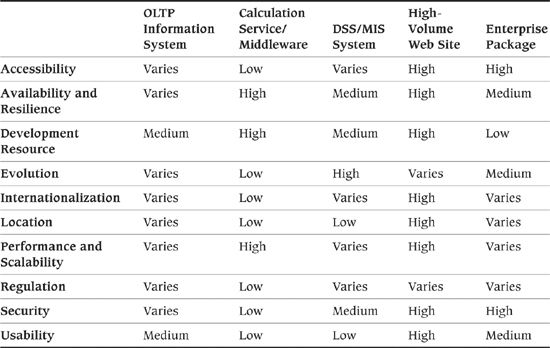 OLTP Information System Calculation Service/Middleware DSS/MIS System High-Volume Web Site Enterprise Package
Accessibility Varies Low Varies High High
Availability and Resilience Varies High Medium High Medium
Development Resource Medium High Medium High Low
Evolution Varies Low High Varies Medium
Internationalization Varies Low Varies High Varies
Location Varies Low Low High Varies
Performance and Scalability Varies High Varies High Varies
Regulation Varies Low Varies Varies Varies
Security Varies Low Medium High High
Usability Medium Low Low High Medium